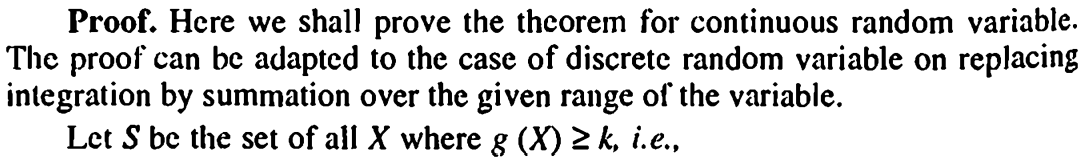 Proof. Here we shall prove the theorem for continuous random variable.
The proof can be adapted to the case of discrete random variable on replacing
integration by summation over the given range of the variable.
Let S be the set of all X where g (X) ≥ k, i.e.,